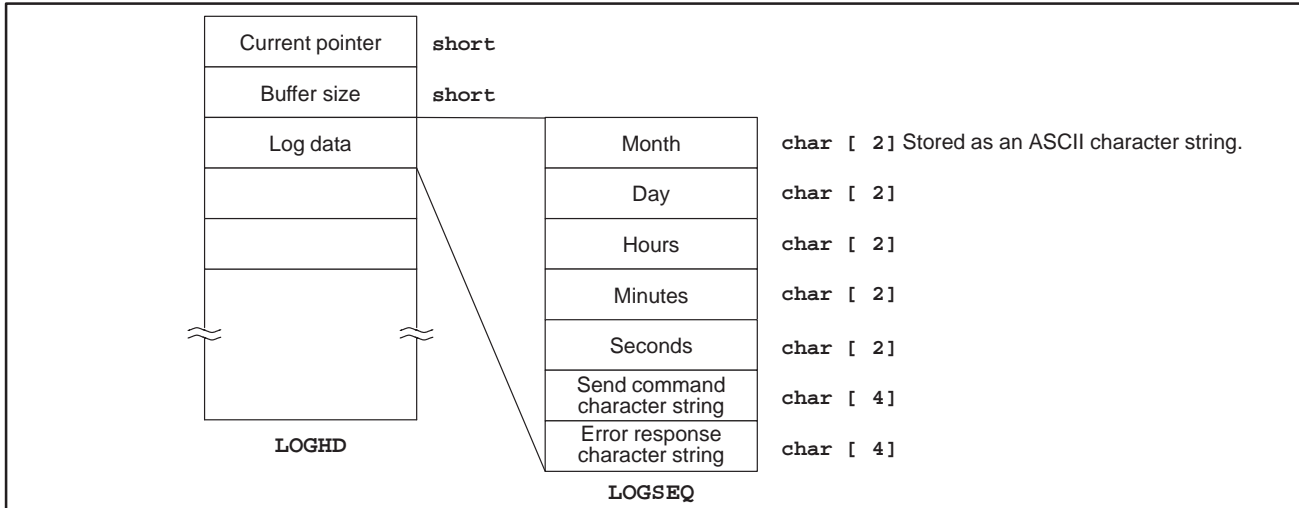 Current pointer short
Buffer size short
Log data
Month char [ 2] Stored as an ASCII character string.
Day char [ 2]
Hours char [ 2]
Minutes char [ 2]
Seconds char [ 2]
Send command
character string char [ 4]
Error response
character string char [ 4]
LOGHD
LOGSEQ